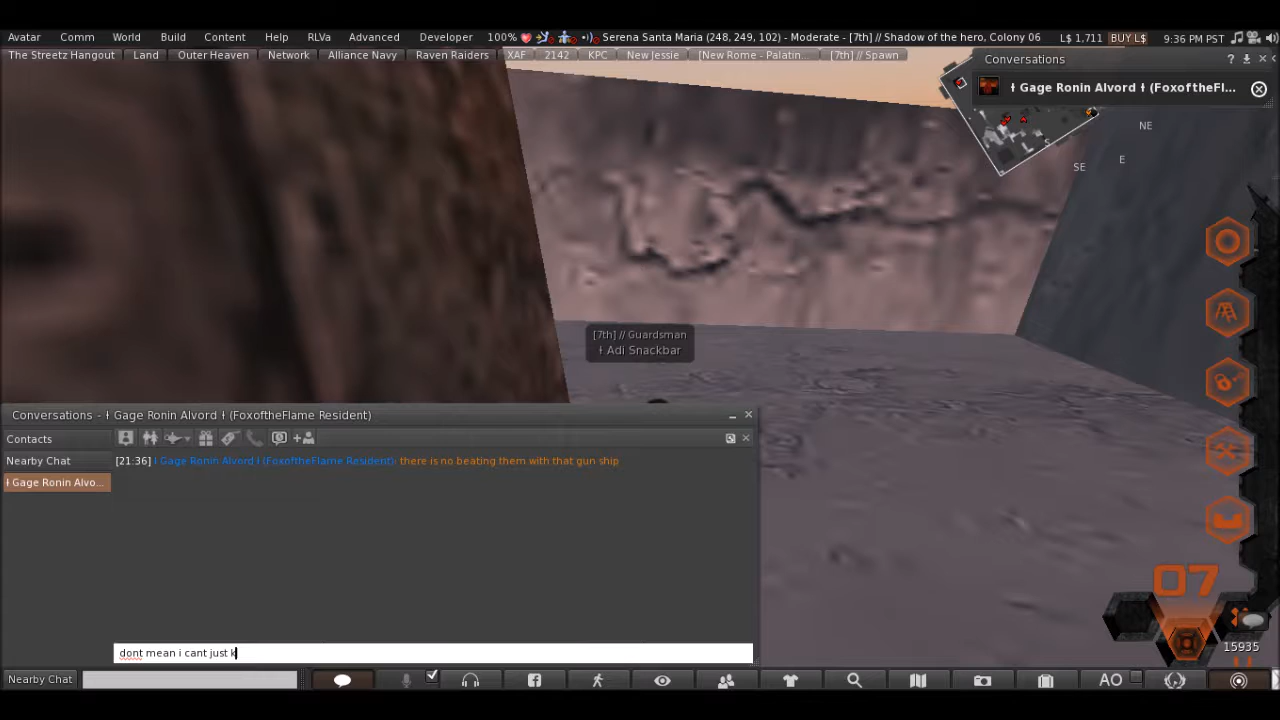 Avatar Comm World Build Content Help RLVa Advanced Developer 100% Serena Santa Maria (248, 249, 102) - Moderate - [7th] // Shadow of the hero, Colony 06 L$ 1,711 BUY L$ 9:36 PM PST
The Streetz Hangout Land Outer Heaven Network Alliance Navy Raven Raiders XAF 2142 KPC New Jessie [New Rome - Palatin... [7th] // Spawn
Conversations ?
ƚ Gage Ronin Alvord ƚ (FoxoftheFl...
NE
S SE E
[7th] // Guardsman
ƚ Adi Snackbar
Conversations - ƚ Gage Ronin Alvord ƚ (FoxoftheFlame Resident)
Contacts
Nearby Chat [21:36] ƚ Gage Ronin Alvord ƚ (FoxoftheFlame Resident): there is no beating them with that gun ship
ƚ Gage Ronin Alvo...
07
15935
dont mean i cant just k
Nearby Chat AO